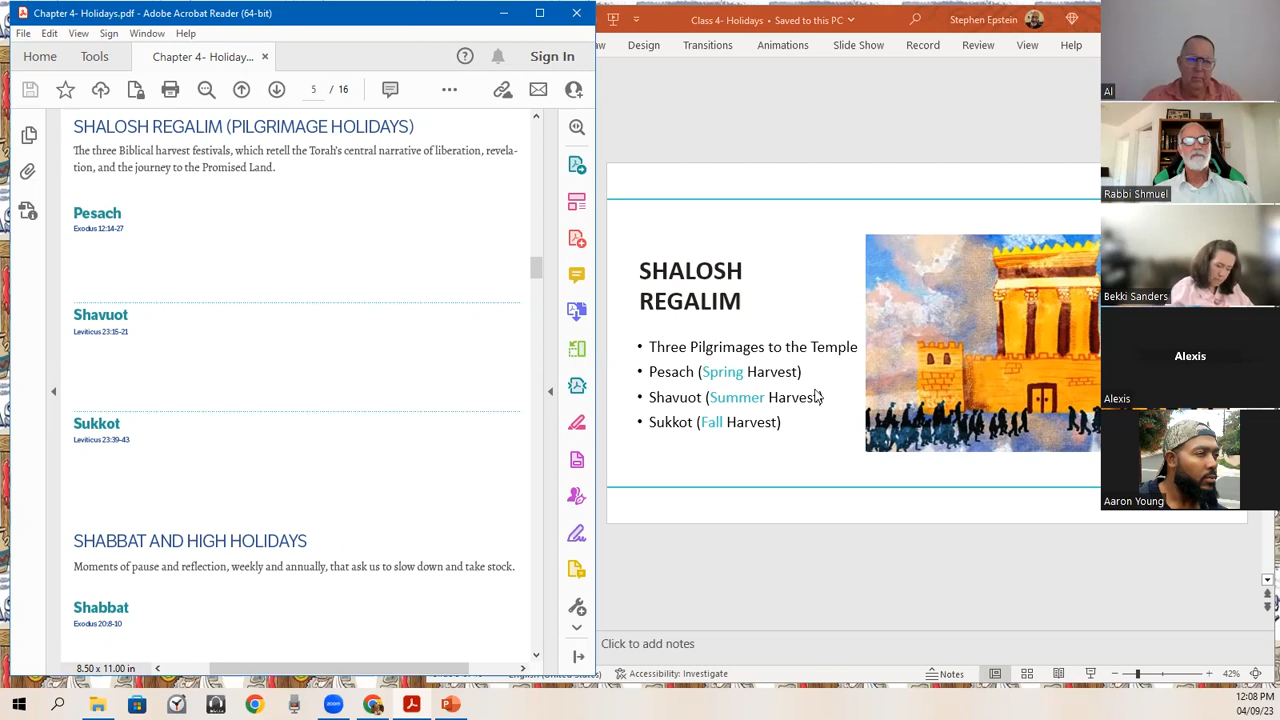 Chapter 4- Holidays.pdf - Adobe Acrobat Reader (64-bit)
File Edit View Sign Window Help
Home Tools Chapter 4- Holiday... × Sign In
5 / 16
SHALOSH REGALIM (PILGRIMAGE HOLIDAYS)
The three Biblical harvest festivals, which retell the Torah's central narrative of liberation, revela-
tion, and the journey to the Promised Land.
Pesach
Exodus 12:14-27
Shavuot
Leviticus 23:15-21
Sukkot
Leviticus 23:39-43
SHABBAT AND HIGH HOLIDAYS
Moments of pause and reflection, weekly and annually, that ask us to slow down and take stock.
Shabbat
Exodus 20:8-10
8.50 x 11.00 in
Class 4- Holidays • Saved to this PC
Stephen Epstein
Design Transitions Animations Slide Show Record Review View Help
SHALOSH
REGALIM
• Three Pilgrimages to the Temple
• Pesach (Spring Harvest)
• Shavuot (Summer Harvest)
• Sukkot (Fall Harvest)
Click to add notes
English (United States)
Accessibility: Investigate
Notes
42%
Al
Rabbi Shmuel
Bekki Sanders
Alexis
Alexis
Aaron Young
12:08 PM
04/09/23